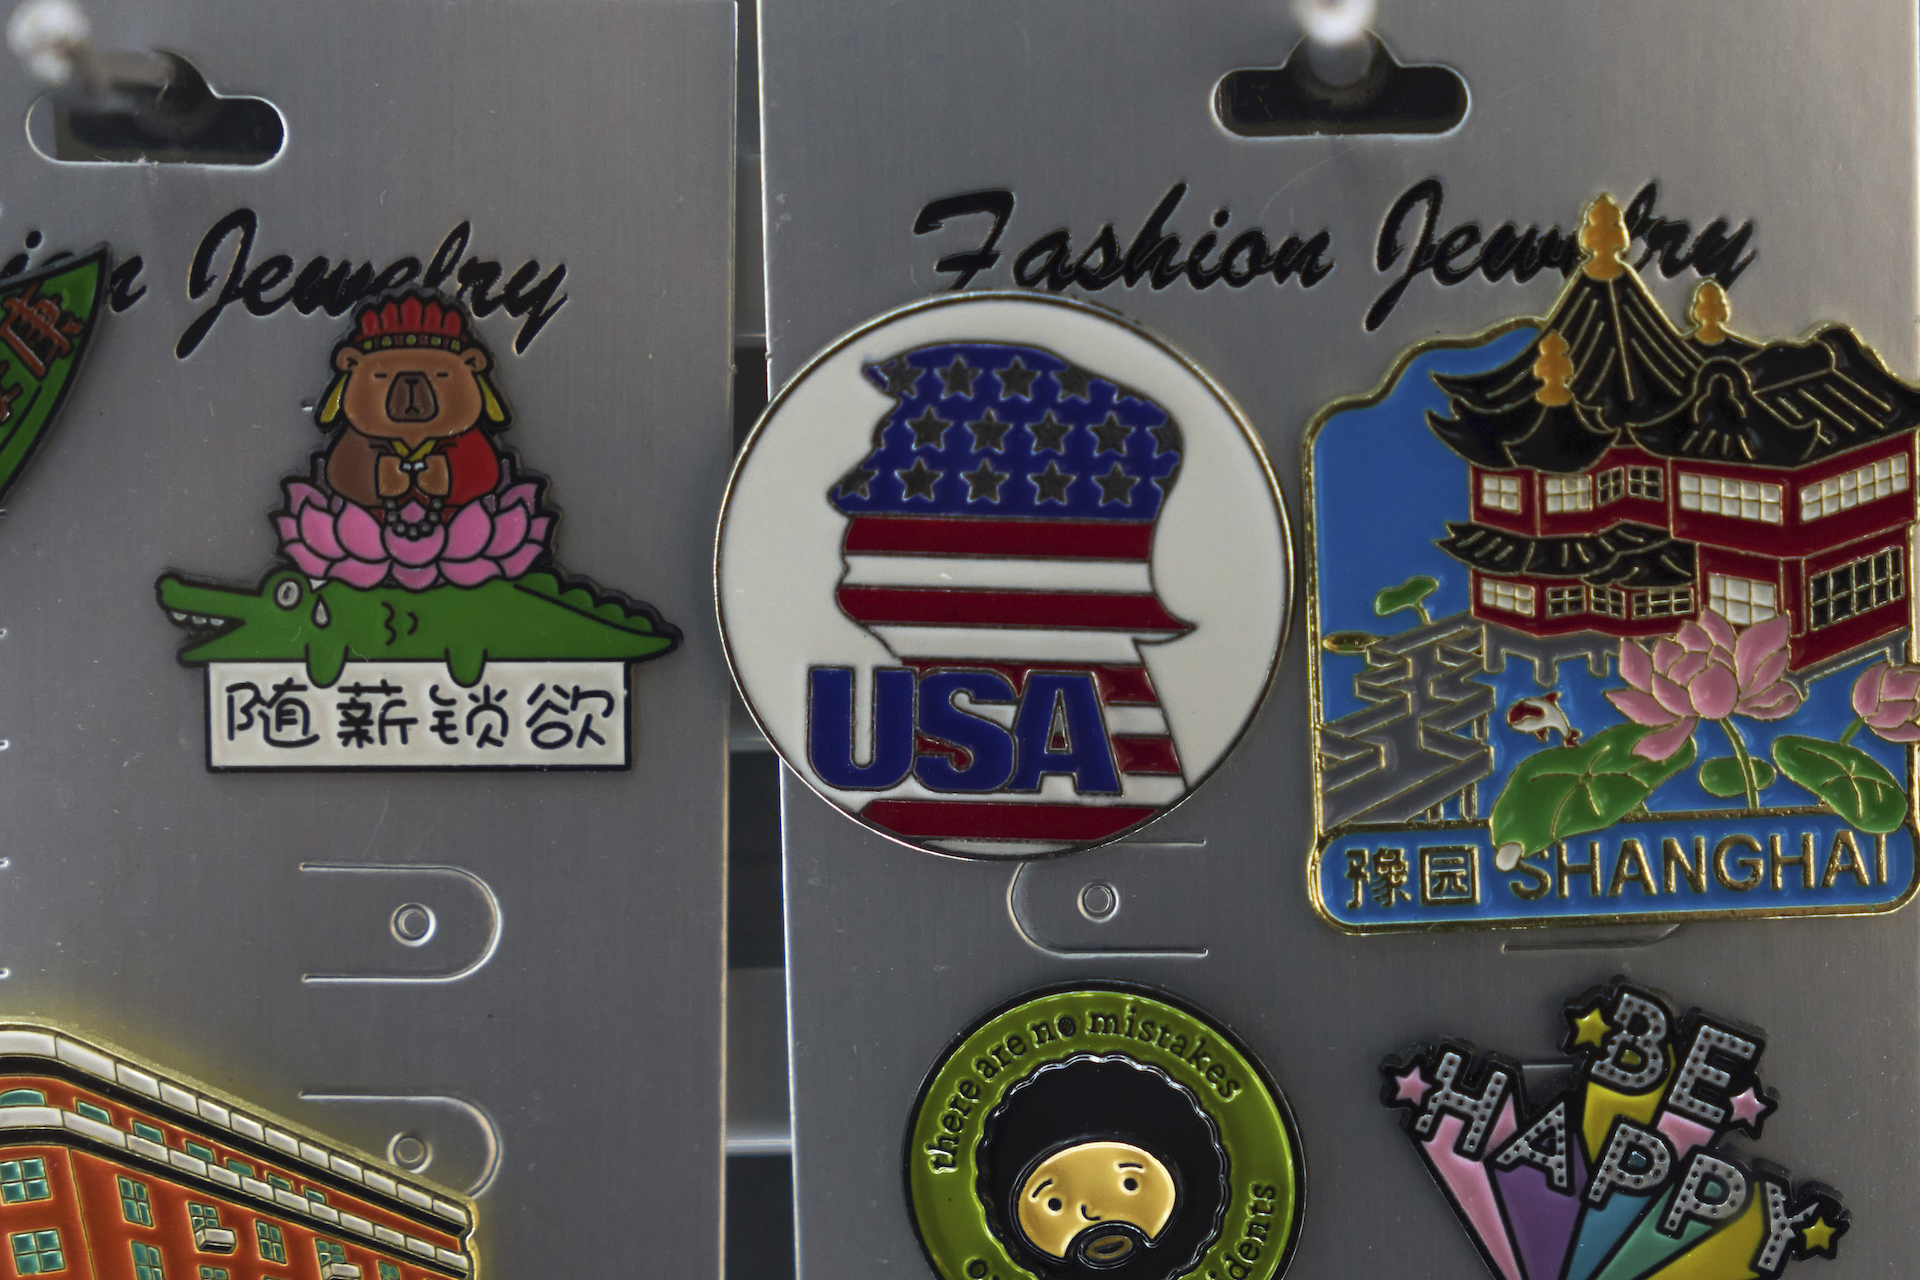 Jewelry
Fashion Jewelry
随薪锁欲
USA
豫园 SHANGHAI
there are no mistakes
BE
HAPPY